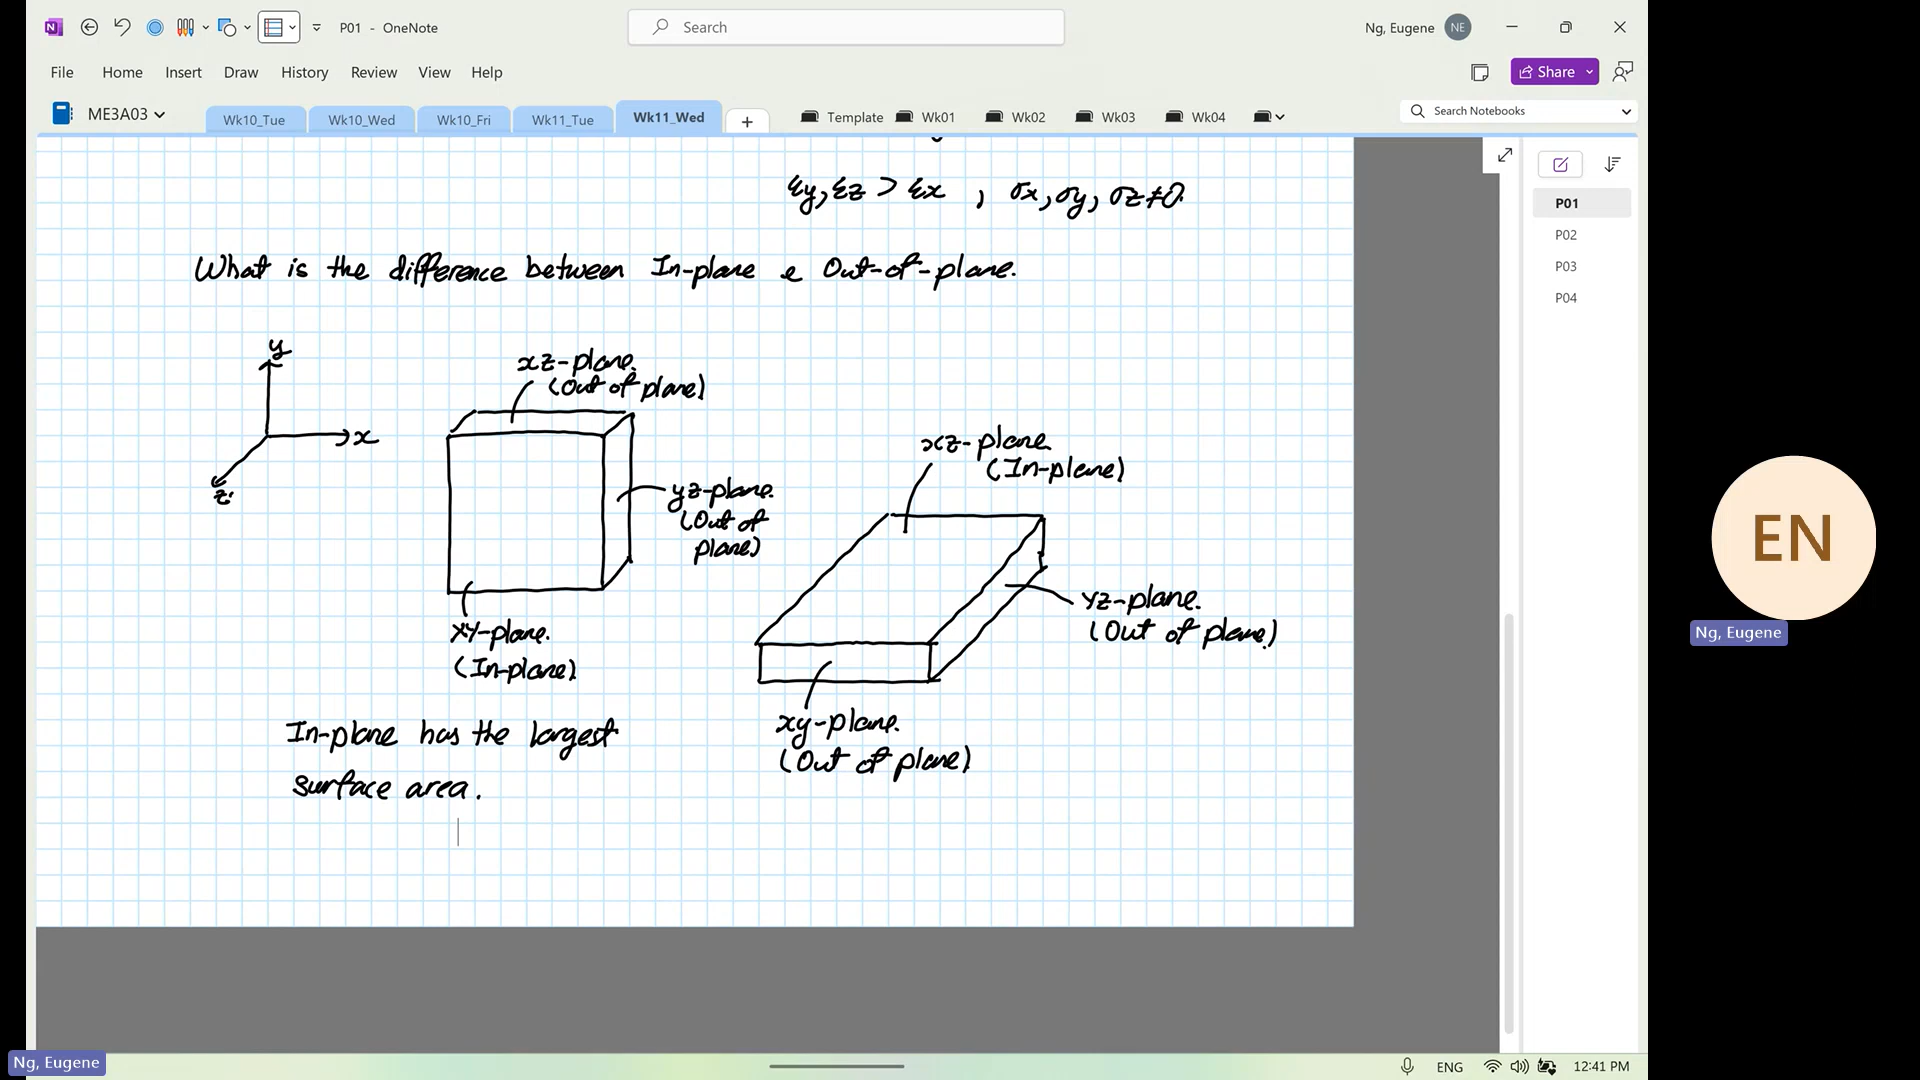 P01 - OneNote
Search
Ng, Eugene
NE
File Home Insert Draw History Review View Help
Share
ME3A03
Wk10_Tue Wk10_Wed Wk10_Fri Wk11_Tue Wk11_Wed +
Template Wk01 Wk02 Wk03 Wk04
Search Notebooks
P01
P02
P03
P04
εy, εz > εx , σx, σy, σz ≠ 0.
What is the difference between In-plane & Out-of-plane.
y
x
z
xz-plane.
(Out of plane)
yz-plane.
(Out of
plane)
xy-plane.
(In-plane)
xz-plane
(In-plane)
yz-plane.
(Out of plane.)
xy-plane.
(Out of plane)
In-plane has the largest
surface area.
EN
Ng, Eugene
Ng, Eugene
ENG
12:41 PM